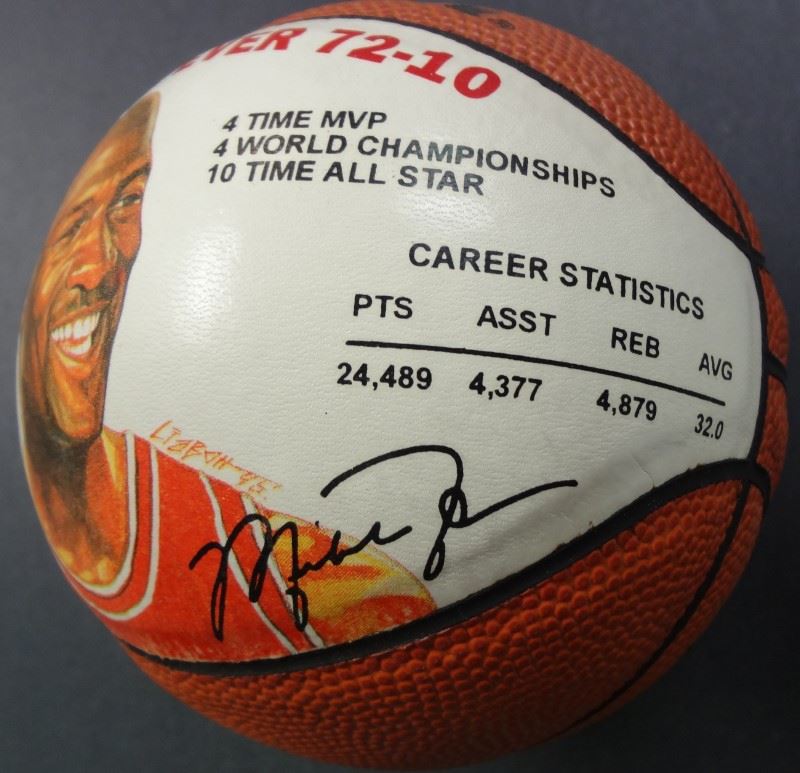 EVER 72-10
4 TIME MVP
4 WORLD CHAMPIONSHIPS
10 TIME ALL STAR
CAREER STATISTICS
PTS ASST REB AVG
24,489 4,377 4,879 32.0